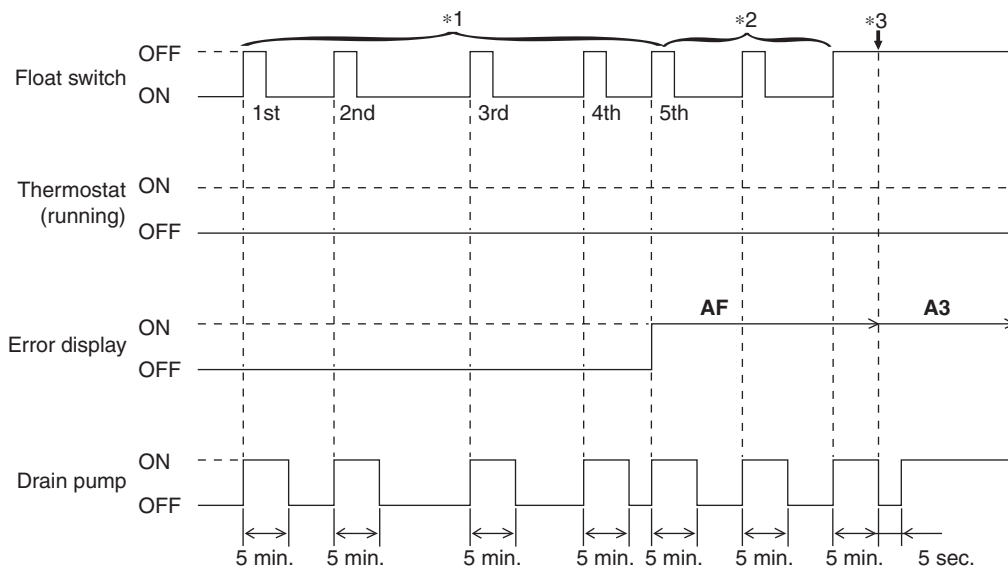 *1
*2
*3
OFF
Float switch
ON
1st
2nd
3rd
4th
5th
Thermostat
(running)
ON
OFF
AF
A3
ON
Error display
OFF
ON
Drain pump
OFF
5 min.
5 min.
5 min.
5 min.
5 min.
5 min.
5 min.
5 sec.